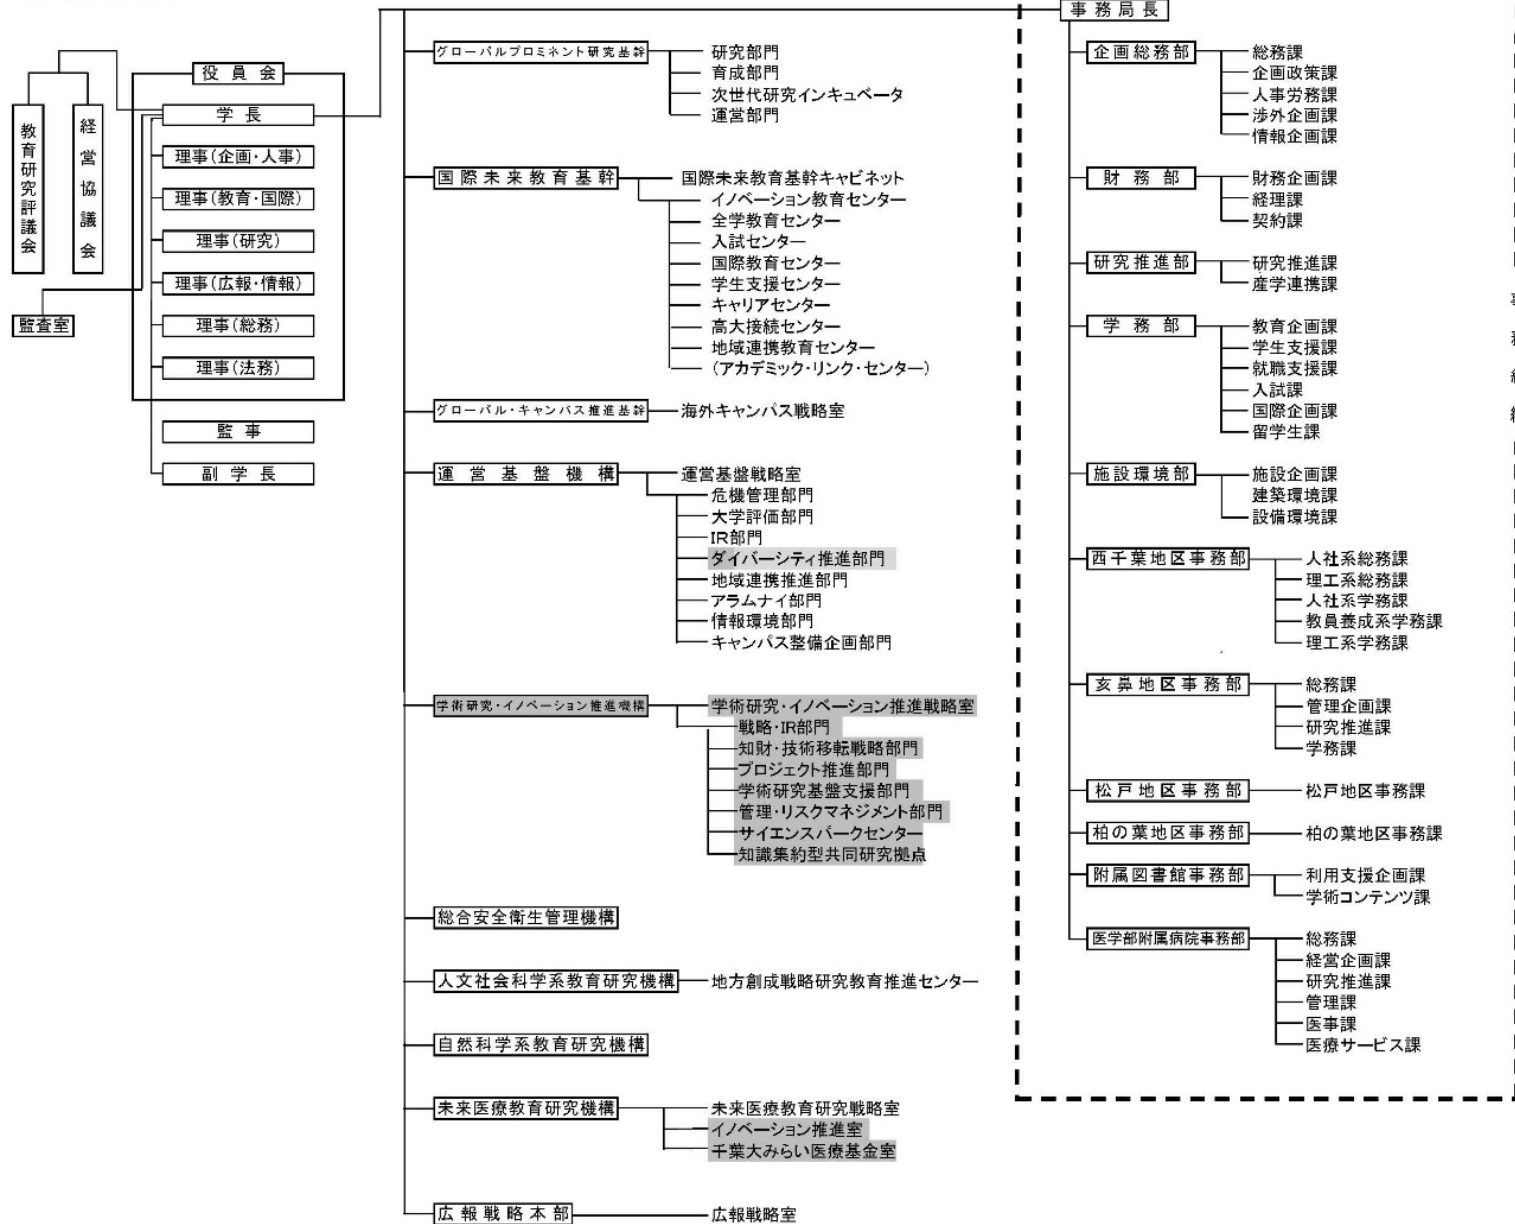 教育研究評議会
経営協議会
監査室
役員会
学長
理事(企画・人事)
理事(教育・国際)
理事(研究)
理事(広報・情報)
理事(総務)
理事(法務)
監事
副学長
グローバルプロミネント研究基幹
研究部門
育成部門
次世代研究インキュベータ
運営部門
国際未来教育基幹
国際未来教育基幹キャビネット
イノベーション教育センター
全学教育センター
入試センター
国際教育センター
学生支援センター
キャリアセンター
高大接続センター
地域連携教育センター
(アカデミック・リンク・センター)
グローバル・キャンパス推進基幹
海外キャンパス戦略室
運営基盤機構
運営基盤戦略室
危機管理部門
大学評価部門
IR部門
ダイバーシティ推進部門
地域連携推進部門
アラムナイ部門
情報環境部門
キャンパス整備企画部門
学術研究・イノベーション推進機構
学術研究・イノベーション推進戦略室
戦略・IR部門
知財・技術移転戦略部門
プロジェクト推進部門
学術研究基盤支援部門
管理・リスクマネジメント部門
サイエンスパークセンター
知識集約型共同研究拠点
総合安全衛生管理機構
人文社会科学系教育研究機構
地方創成戦略研究教育推進センター
自然科学系教育研究機構
未来医療教育研究機構
未来医療教育研究戦略室
イノベーション推進室
千葉大みらい医療基金室
広報戦略本部
広報戦略室
事務局長
企画総務部
総務課
企画政策課
人事労務課
渉外企画課
情報企画課
財務部
財務企画課
経理課
契約課
研究推進部
研究推進課
産学連携課
学務部
教育企画課
学生支援課
就職支援課
入試課
国際企画課
留学生課
施設環境部
施設企画課
建築環境課
設備環境課
西千葉地区事務部
人社系総務課
理工系総務課
人社系学務課
教員養成系学務課
理工系学務課
亥鼻地区事務部
総務課
管理企画課
研究推進課
学務課
松戸地区事務部
松戸地区事務課
柏の葉地区事務部
柏の葉地区事務課
附属図書館事務部
利用支援企画課
学術コンテンツ課
医学部附属病院事務部
総務課
経営企画課
研究推進課
管理課
医事課
医療サービス課